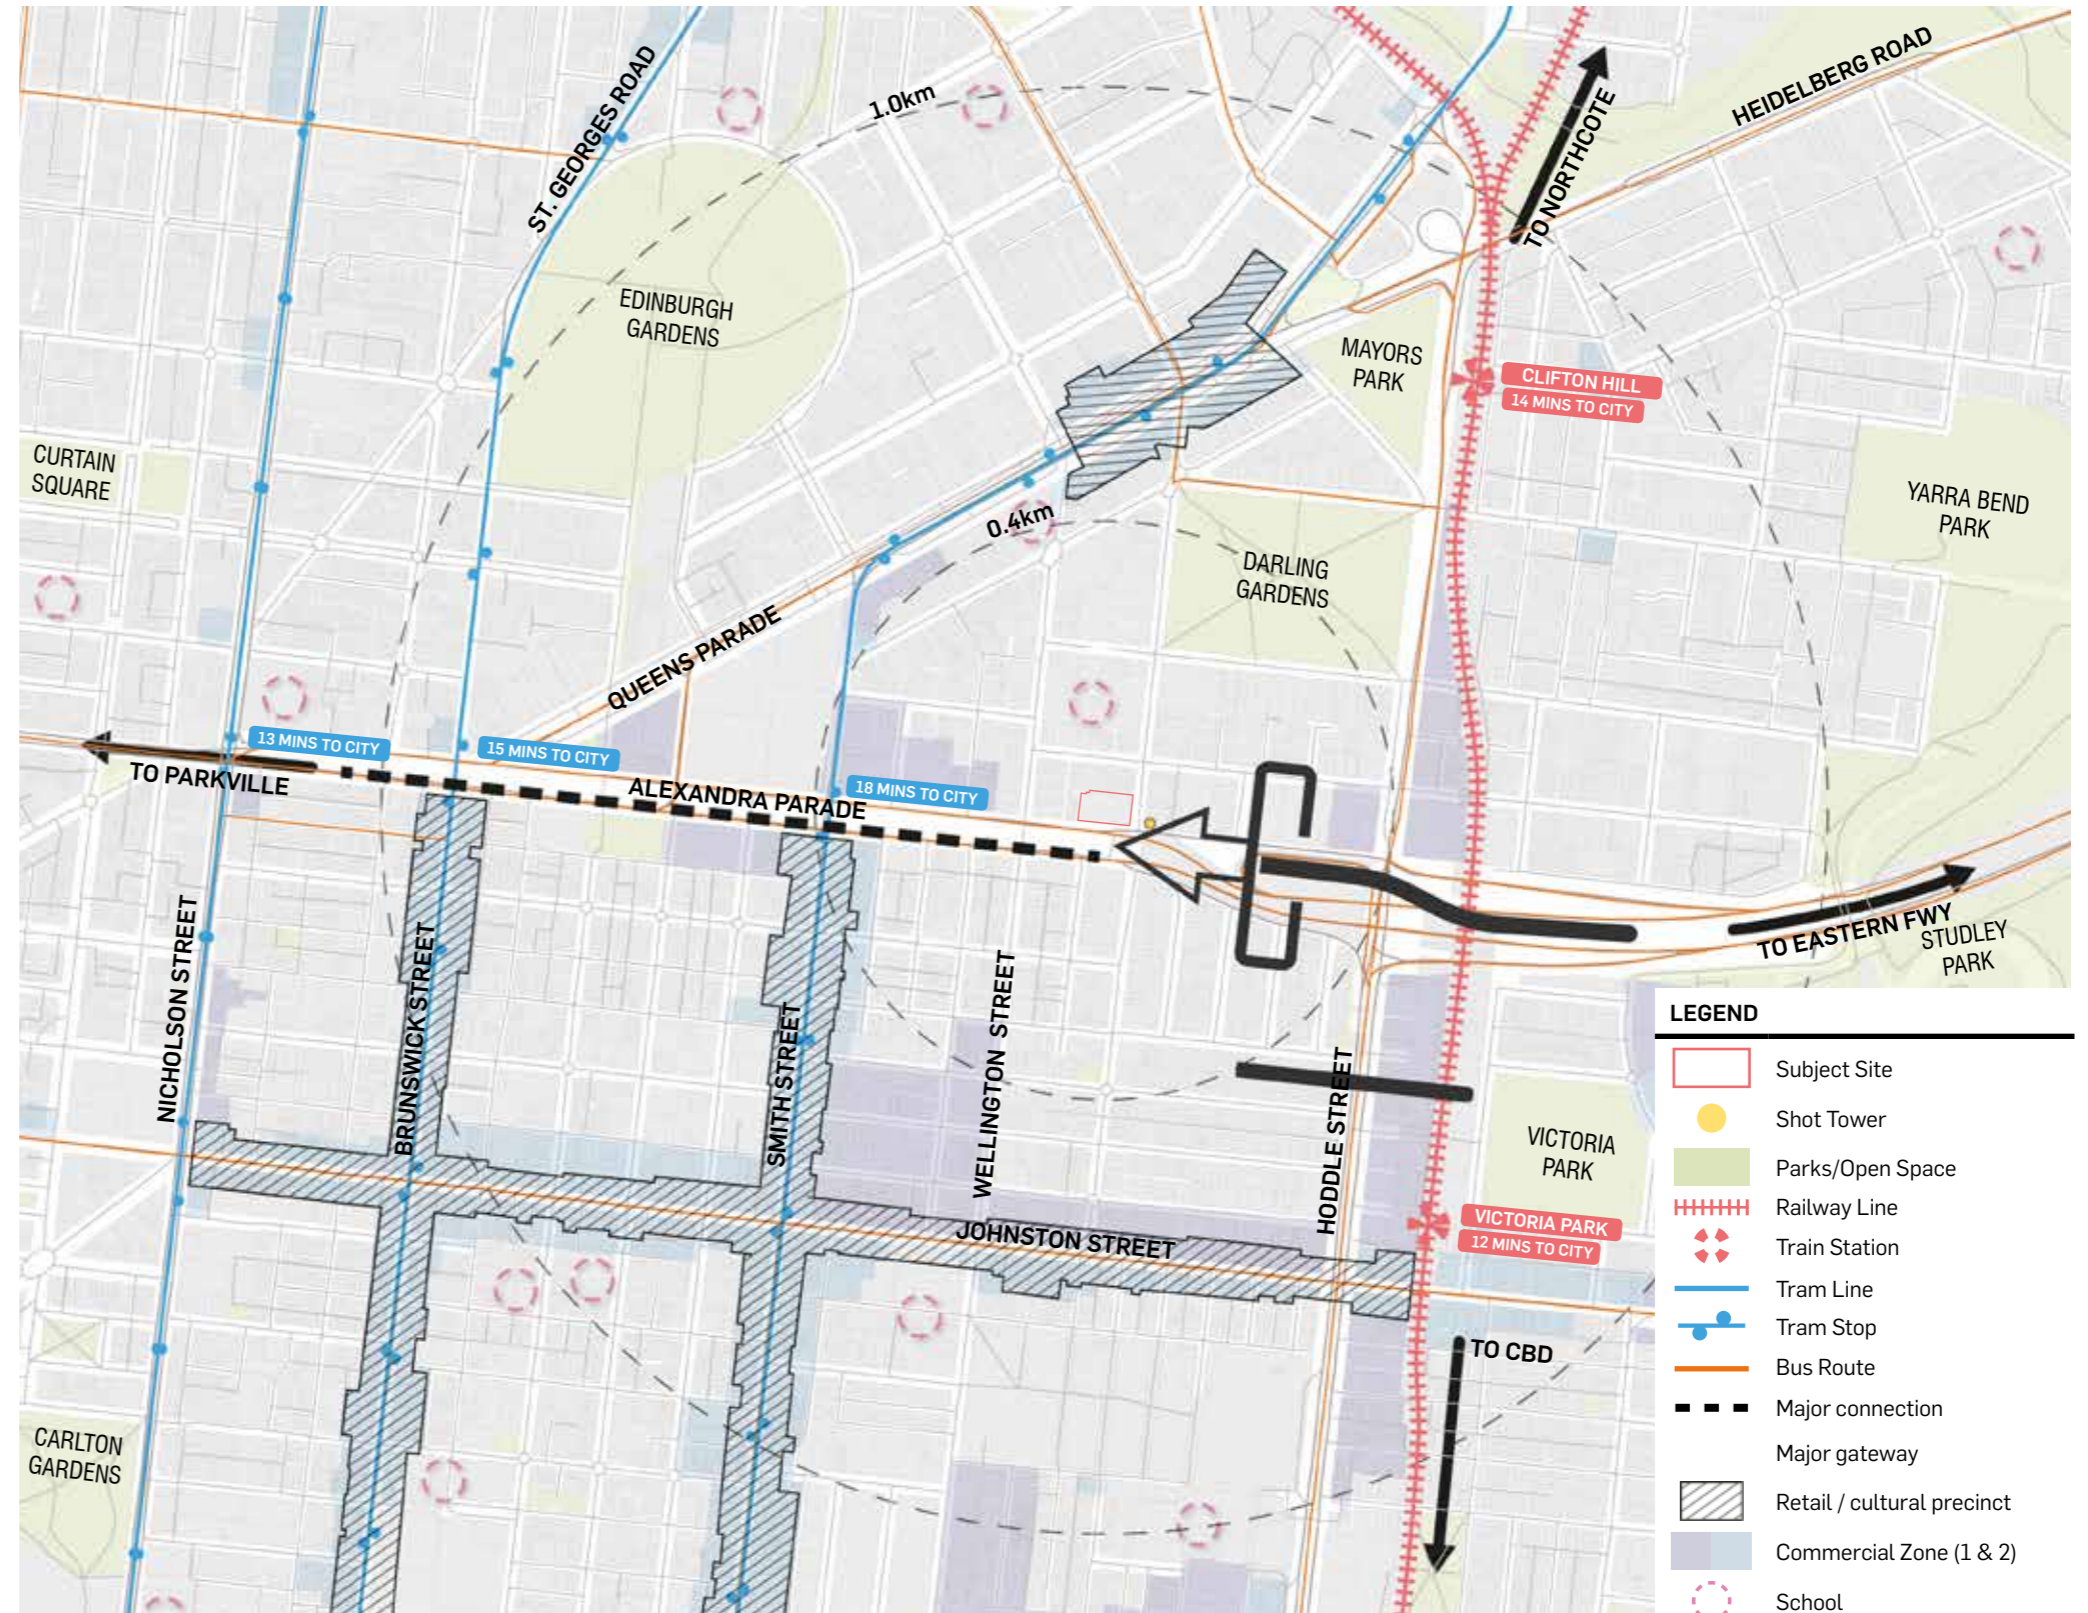 ST. GEORGES ROAD
1.0km
HEIDELBERG ROAD
TO NORTHCOTE
EDINBURGH
GARDENS
MAYORS
PARK
CLIFTON HILL
14 MINS TO CITY
CURTAIN
SQUARE
YARRA BEND
PARK
0.4km
DARLING
GARDENS
QUEENS PARADE
13 MINS TO CITY
15 MINS TO CITY
TO PARKVILLE
ALEXANDRA PARADE
18 MINS TO CITY
TO EASTERN FWY
STUDLEY
PARK
NICHOLSON STREET
BRUNSWICK STREET
SMITH STREET
WELLINGTON STREET
HODDLE STREET
VICTORIA
PARK
VICTORIA PARK
12 MINS TO CITY
JOHNSTON STREET
TO CBD
CARLTON
GARDENS
LEGEND
Subject Site
Shot Tower
Parks/Open Space
Railway Line
Train Station
Tram Line
Tram Stop
Bus Route
Major connection
Major gateway
Retail / cultural precinct
Commercial Zone (1 & 2)
School